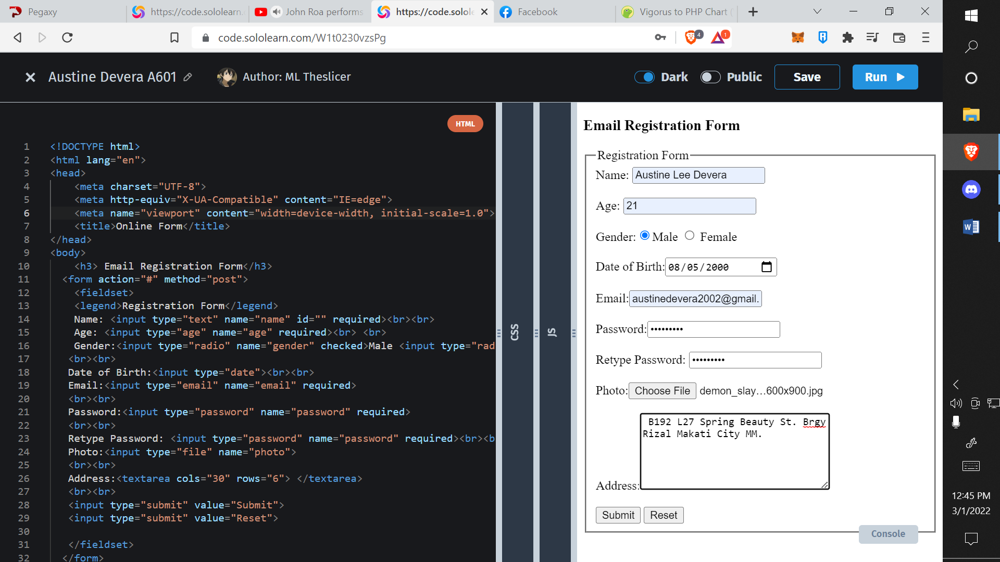 Pegaxy
https://code.sololearn.
John Roa performs
https://code.solole
Facebook
Vigorus to PHP Chart (
code.sololearn.com/W1t0230vzsPg
4
1
Austine Devera A601
Author: ML Theslicer
Dark
Public
Save
Run
HTML
1 <!DOCTYPE html>
2 <html lang="en">
3 <head>
4 <meta charset="UTF-8">
5 <meta http-equiv="X-UA-Compatible" content="IE=edge">
6 <meta name="viewport" content="width=device-width, initial-scale=1.0">
7 <title>Online Form</title>
8 </head>
9 <body>
10 <h3> Email Registration Form</h3>
11 <form action="#" method="post">
12 <fieldset>
13 <legend>Registration Form</legend>
14 Name: <input type="text" name="name" id="" required><br><br>
15 Age: <input type="age" name="age" required><br> <br>
16 Gender:<input type="radio" name="gender" checked>Male <input type="rad
17 <br><br>
18 Date of Birth:<input type="date"><br><br>
19 Email:<input type="email" name="email" required>
20 <br><br>
21 Password:<input type="password" name="password" required>
22 <br><br>
23 Retype Password: <input type="password" name="password" required><br><b
24 Photo:<input type="file" name="photo">
25 <br><br>
26 Address:<textarea cols="30" rows="6"> </textarea>
27 <br><br>
28 <input type="submit" value="Submit">
29 <input type="submit" value="Reset">
30
31 </fieldset>
32 </form>
CSS
JS
Email Registration Form
Registration Form
Name: Austine Lee Devera
Age: 21
Gender: Male Female
Date of Birth: 08/05/2000
Email: austinedevera2002@gmail.
Password: •••••••••
Retype Password: •••••••••
Photo: Choose File demon_slay...600x900.jpg
B192 L27 Spring Beauty St. Brgy
Rizal Makati City MM.
Address:
Submit Reset
Console
W
12:45 PM
3/1/2022